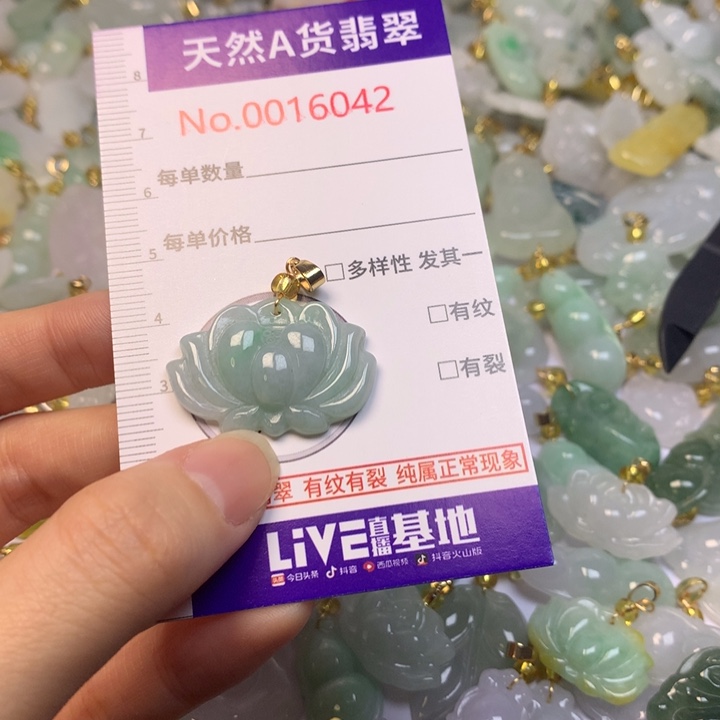 天然A货翡翠
8
No.0016042
7
每单数量
6
每单价格
5
□多样性 发其一
4
□有纹
3
□有裂
翠 有纹有裂 纯属正常现象
LiVE直播基地
头条 今日头条 抖音 西瓜视频 抖音火山版